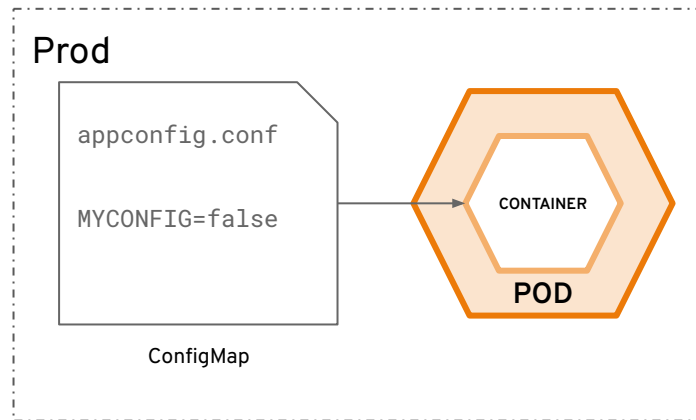 Prod
appconfig.conf
MYCONFIG=false
ConfigMap
CONTAINER
POD